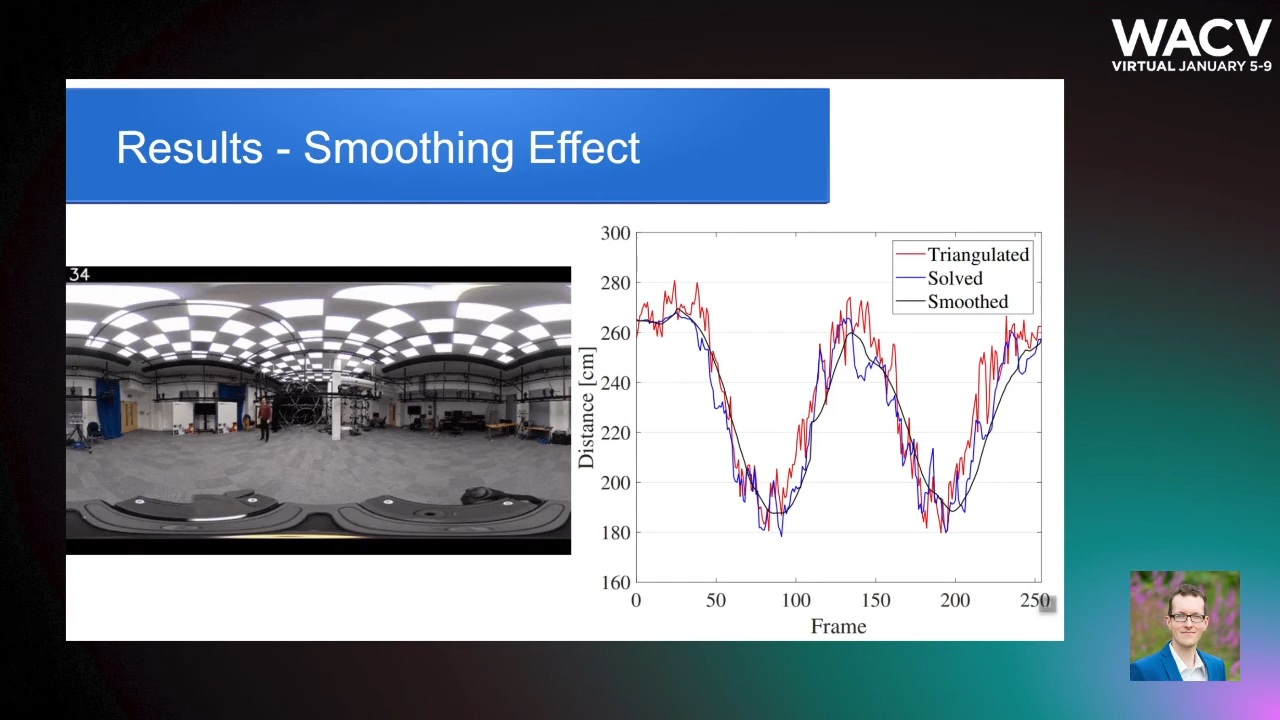 WACV
VIRTUAL JANUARY 5-9
Results - Smoothing Effect
34
300
280
260
240
220
200
180
160
Distance [cm]
Triangulated
Solved
Smoothed
0 50 100 150 200 250
Frame